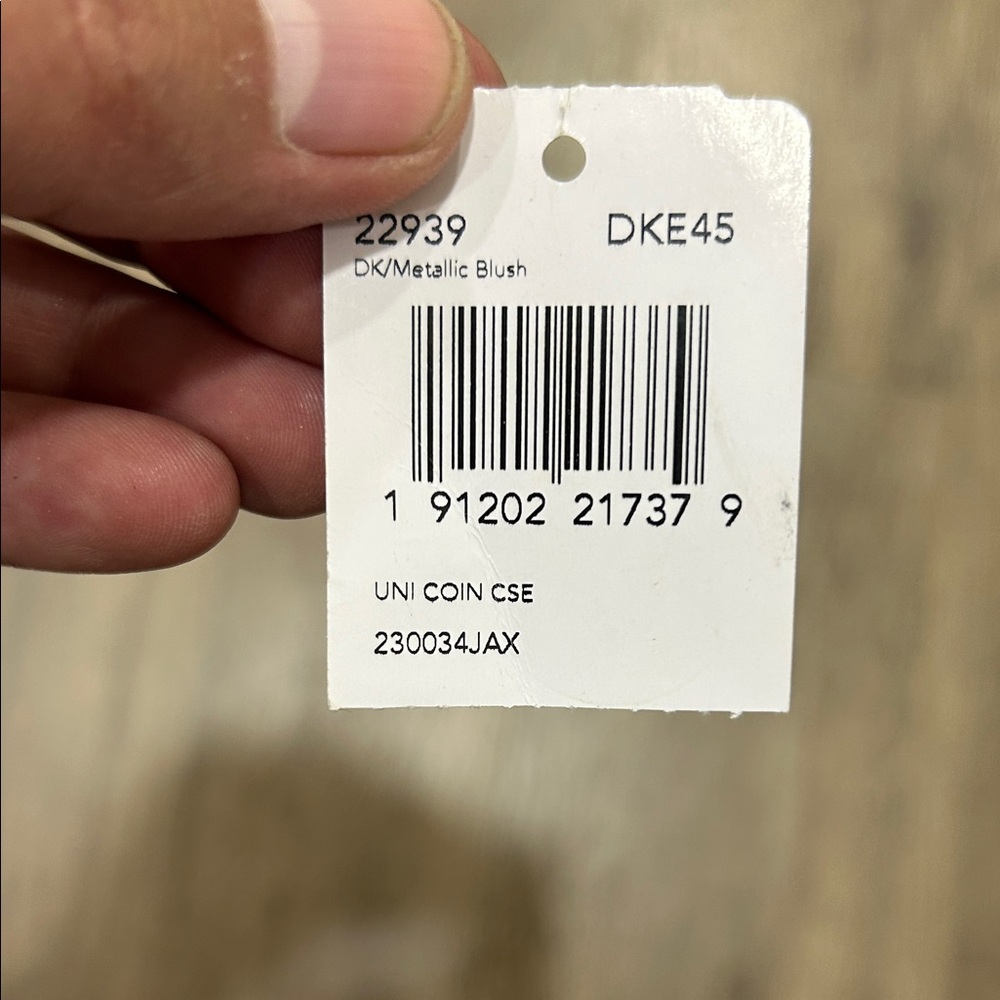 22939 DKE45
DK/Metallic Blush
1 91202 21737 9
UNI COIN CSE
230034JAX